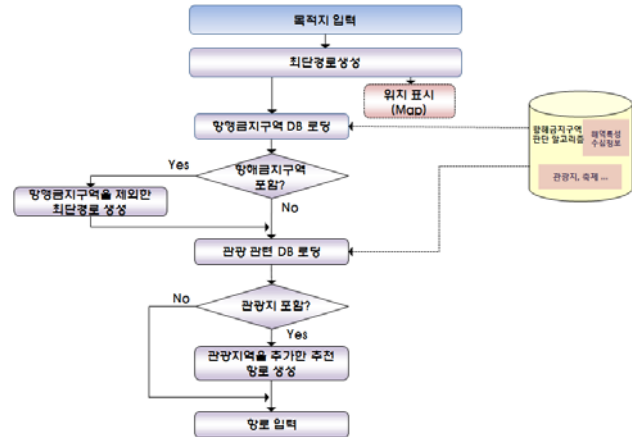 목적지 입력
최단경로생성
위치 표시
(Map)
항행금지구역 DB 로딩
항해금지구역
판단 알고리즘
해역특성
수심정보
관광지, 축제 ...
Yes
항해금지구역
포함?
No
항행금지구역을 제외한
최단경로 생성
관광 관련 DB 로딩
No
관광지 포함?
Yes
관광지역을 추가한 추천
항로 생성
항로 입력